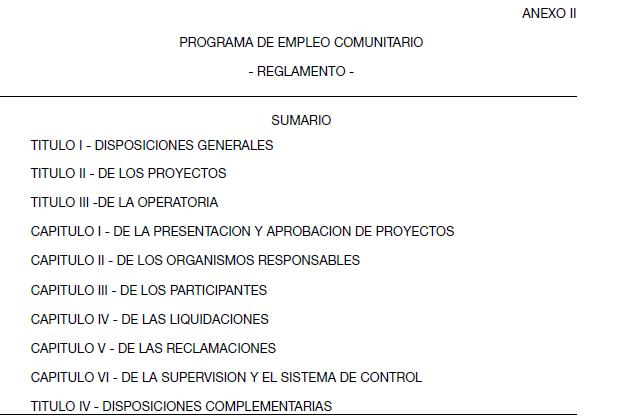 ANEXO II
PROGRAMA DE EMPLEO COMUNITARIO
- REGLAMENTO -
SUMARIO
TITULO I - DISPOSICIONES GENERALES
TITULO II - DE LOS PROYECTOS
TITULO III -DE LA OPERATORIA
CAPITULO I - DE LA PRESENTACION Y APROBACION DE PROYECTOS
CAPITULO II - DE LOS ORGANISMOS RESPONSABLES
CAPITULO III - DE LOS PARTICIPANTES
CAPITULO IV - DE LAS LIQUIDACIONES
CAPITULO V - DE LAS RECLAMACIONES
CAPITULO VI - DE LA SUPERVISION Y EL SISTEMA DE CONTROL
TITULO IV - DISPOSICIONES COMPLEMENTARIAS